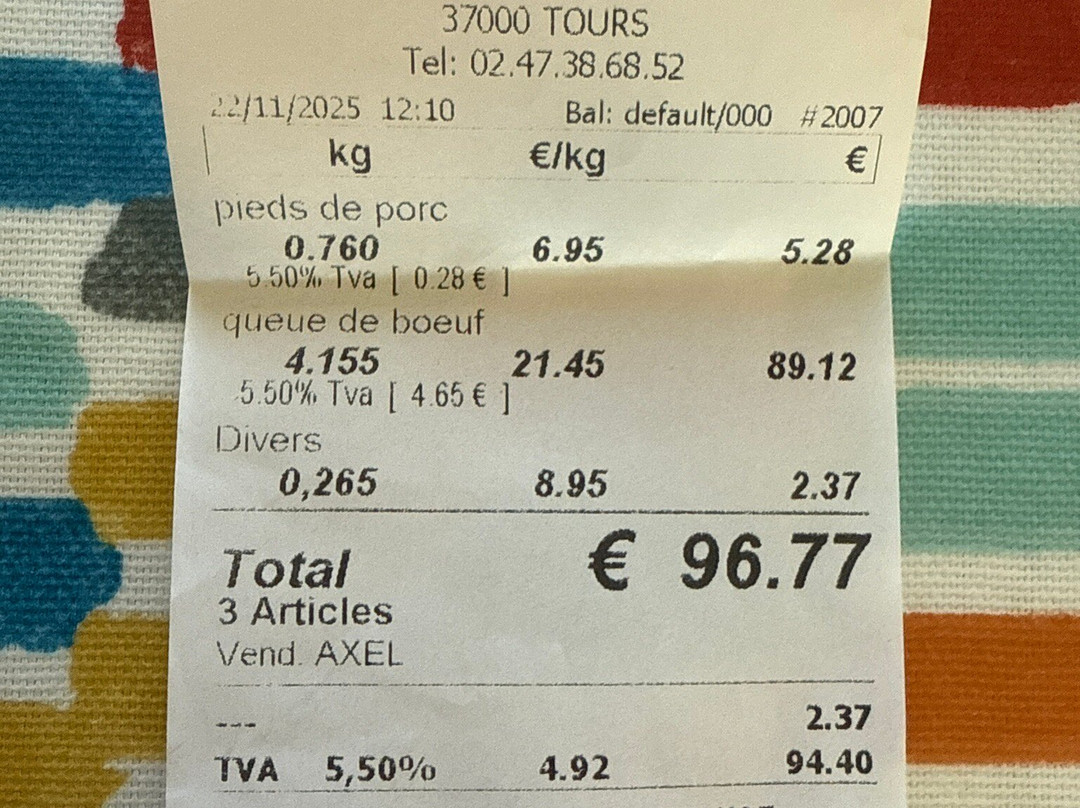 37000 TOURS
Tel: 02.47.38.68.52
22/11/2025 12:10 Bal: default/000 #2007
kg €/kg €
pieds de porc
0.760 6.95 5.28
5.50% Tva [ 0.28 € ]
queue de boeuf
4.155 21.45 89.12
5.50% Tva [ 4.65 € ]
Divers
0,265 8.95 2.37
Total € 96.77
3 Articles
Vend. AXEL
--- 2.37
TVA 5,50% 4.92 94.40